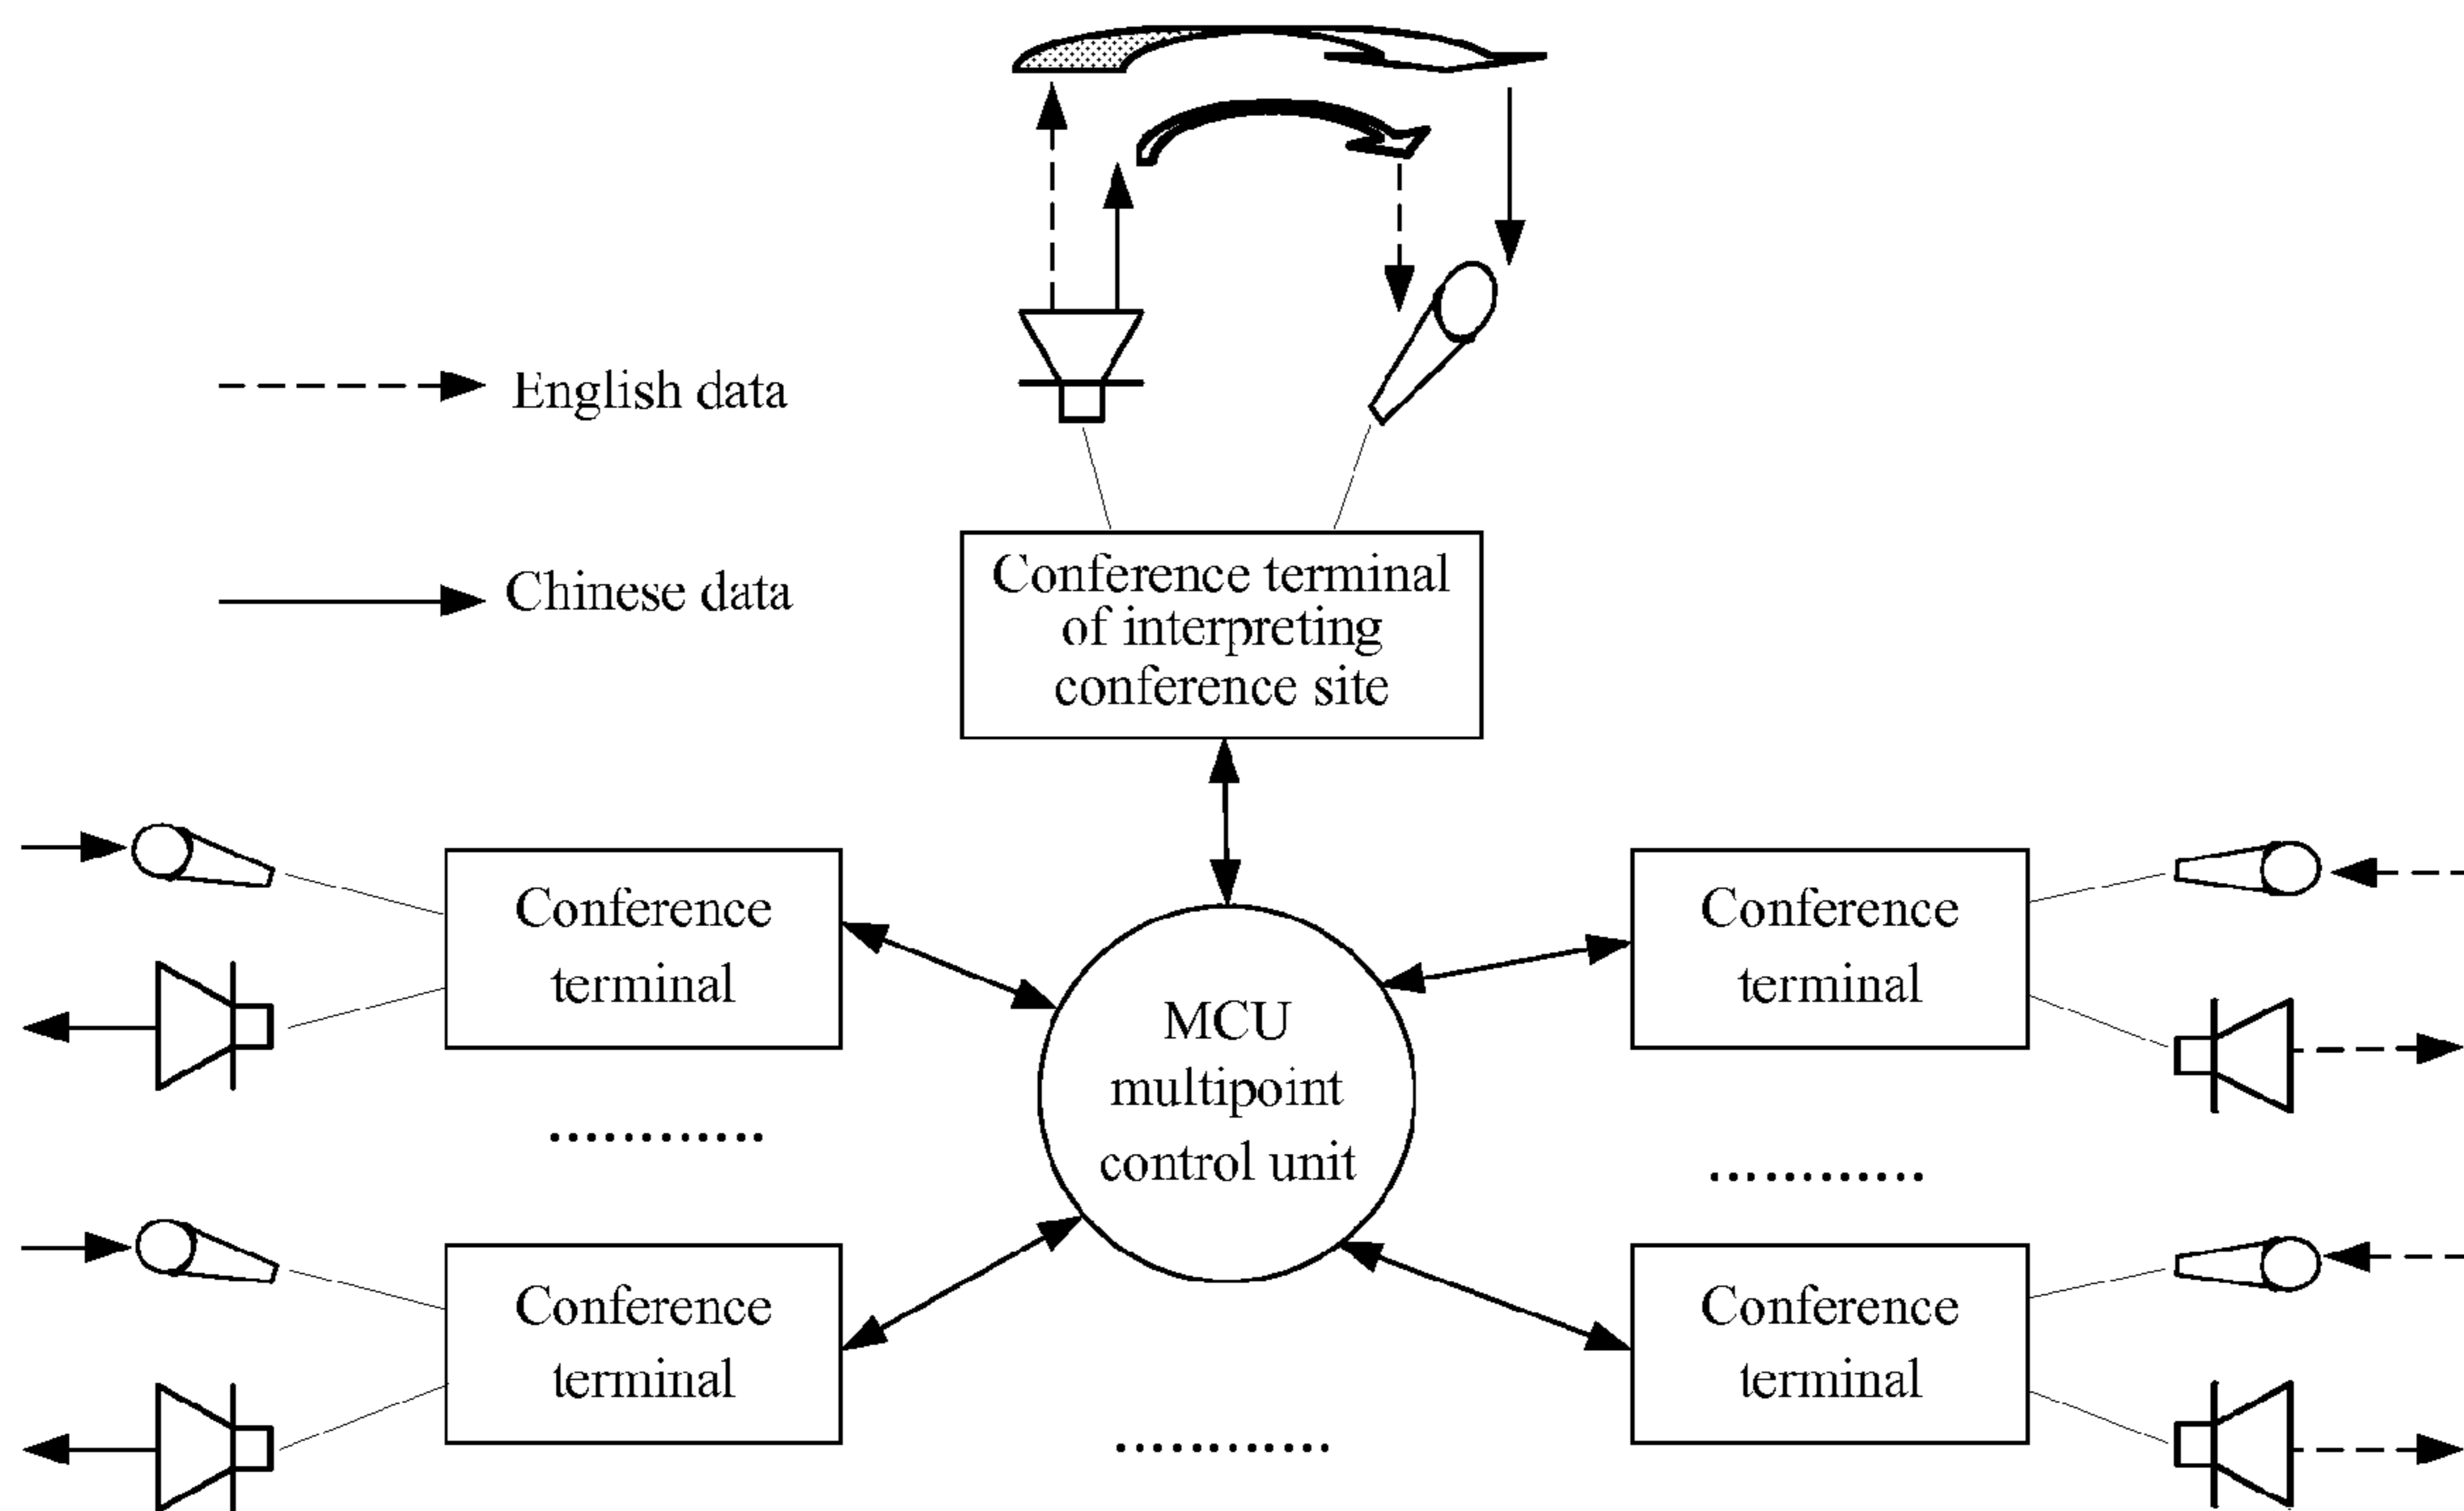 English data
Chinese data
Conference terminal
of interpreting
conference site
Conference
terminal
Conference
terminal
MCU
multipoint
control unit
Conference
terminal
Conference
terminal